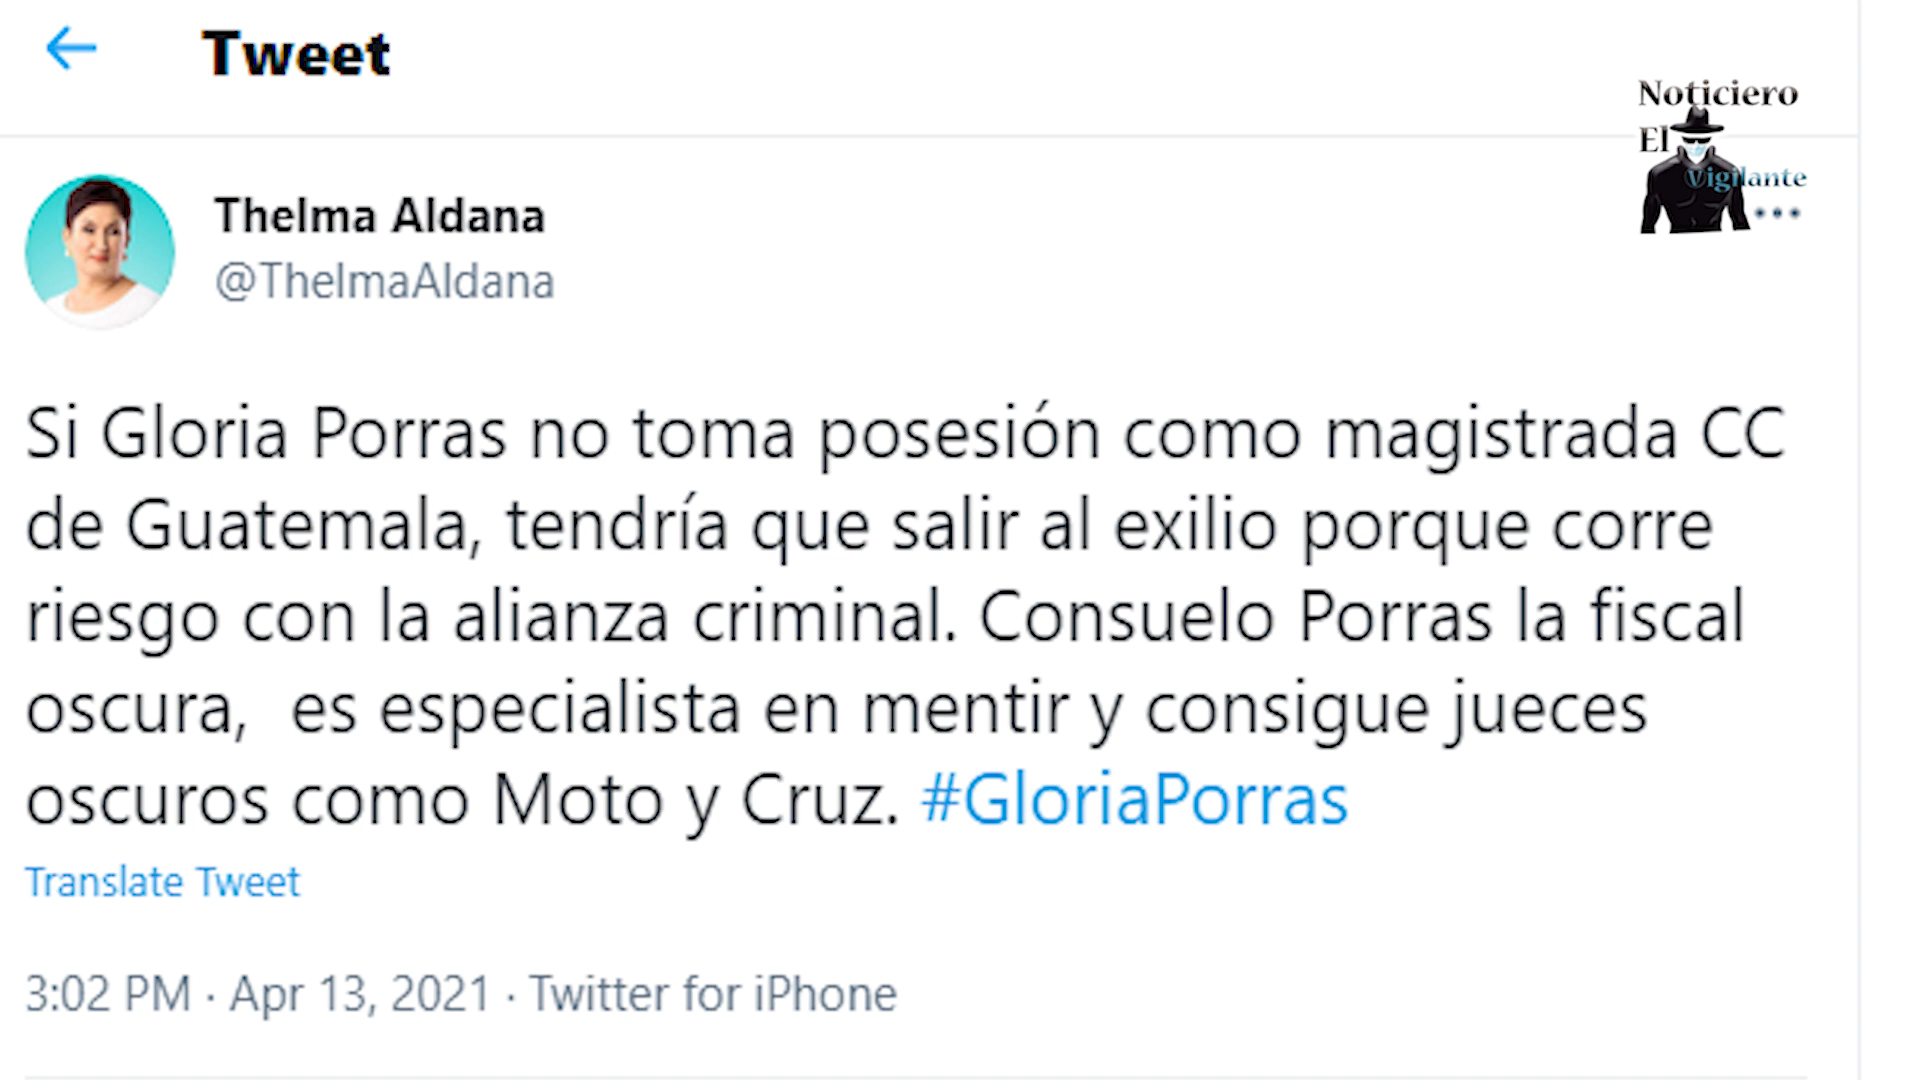 Tweet
Noticiero
El
Vigilante
Thelma Aldana
@ThelmaAldana
Si Gloria Porras no toma posesión como magistrada CC
de Guatemala, tendría que salir al exilio porque corre
riesgo con la alianza criminal. Consuelo Porras la fiscal
oscura,  es especialista en mentir y consigue jueces
oscuros como Moto y Cruz. #GloriaPorras
Translate Tweet
3:02 PM · Apr 13, 2021 · Twitter for iPhone